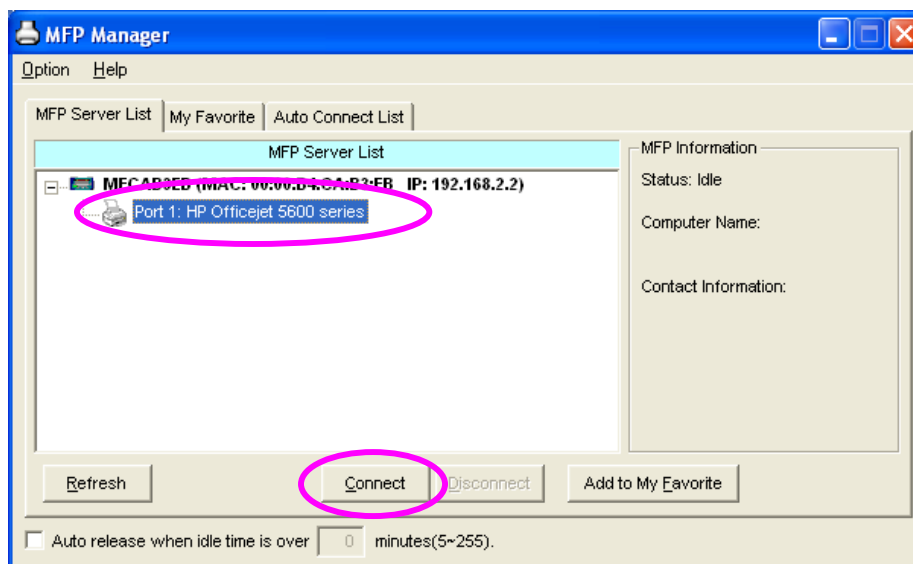 MFP Manager
Option Help
MFP Server List My Favorite Auto Connect List
MFP Server List
MFP Information
(MAC: IP: 192.168.2.2)
Status: Idle
Port 1: HP Officejet 5600 series
Computer Name:
Contact Information:
Refresh Connect Disconnect Add to My Favorite
Auto release when idle time is over 0 minutes(5~255).